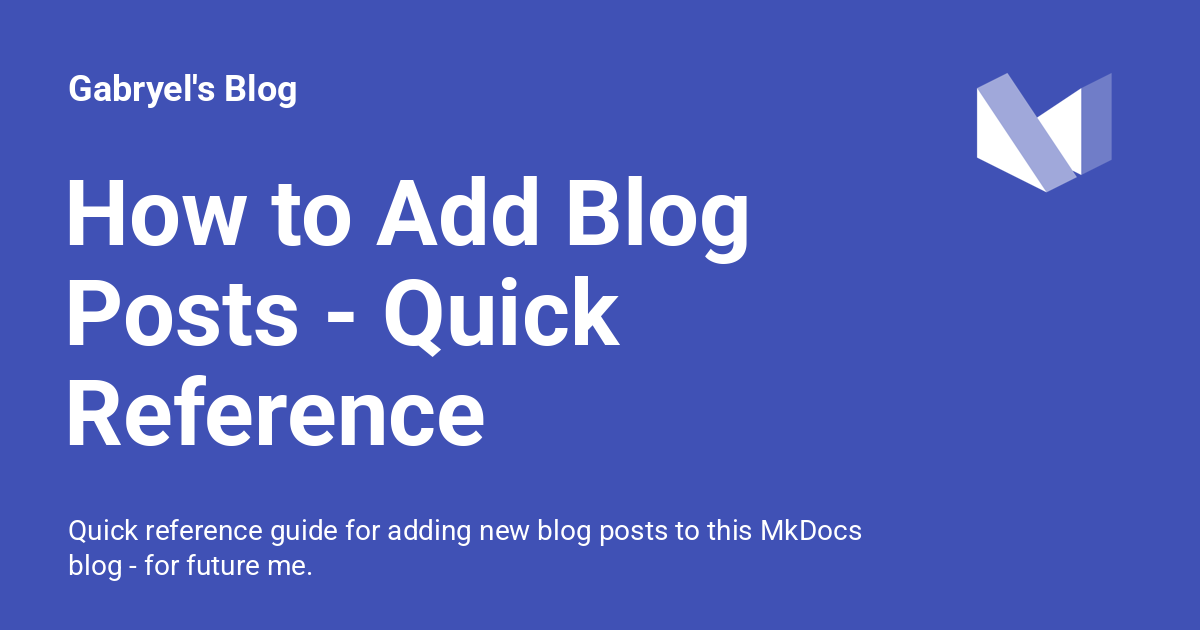 Gabryel's Blog
How to Add Blog
Posts - Quick
Reference
Quick reference guide for adding new blog posts to this MkDocs
blog - for future me.